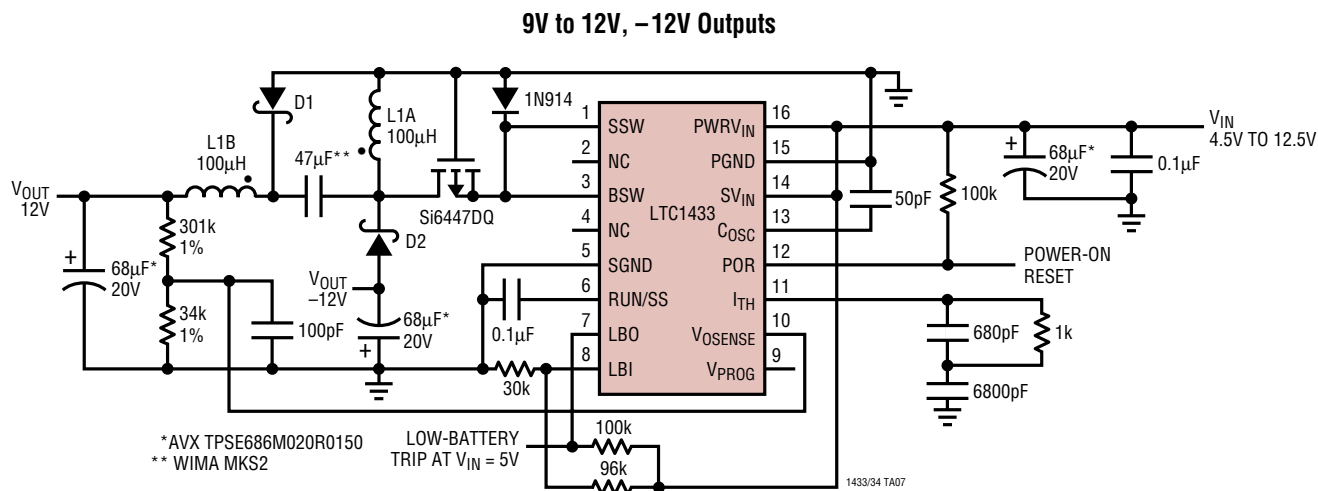 9V to 12V, –12V Outputs
D1
L1A
100µH
1N914
L1B
100µH
47µF**
Si6447DQ
D2
VOUT
12V
301k
1%
68µF*
20V
34k
1%
100pF
VOUT
–12V
68µF*
20V
0.1µF
30k
1 SSW
2 NC
3 BSW
4 NC
5 SGND
6 RUN/SS
7 LBO
8 LBI
LTC1433
PWRVIN 16
PGND 15
SVIN 14
COSC 13
POR 12
ITH 11
VOSENSE 10
VPROG 9
50pF
100k
68µF*
20V
0.1µF
VIN
4.5V TO 12.5V
POWER-ON
RESET
680pF
1k
6800pF
*AVX TPSE686M020R0150
** WIMA MKS2
LOW-BATTERY
TRIP AT VIN = 5V
100k
96k
1433/34 TA07